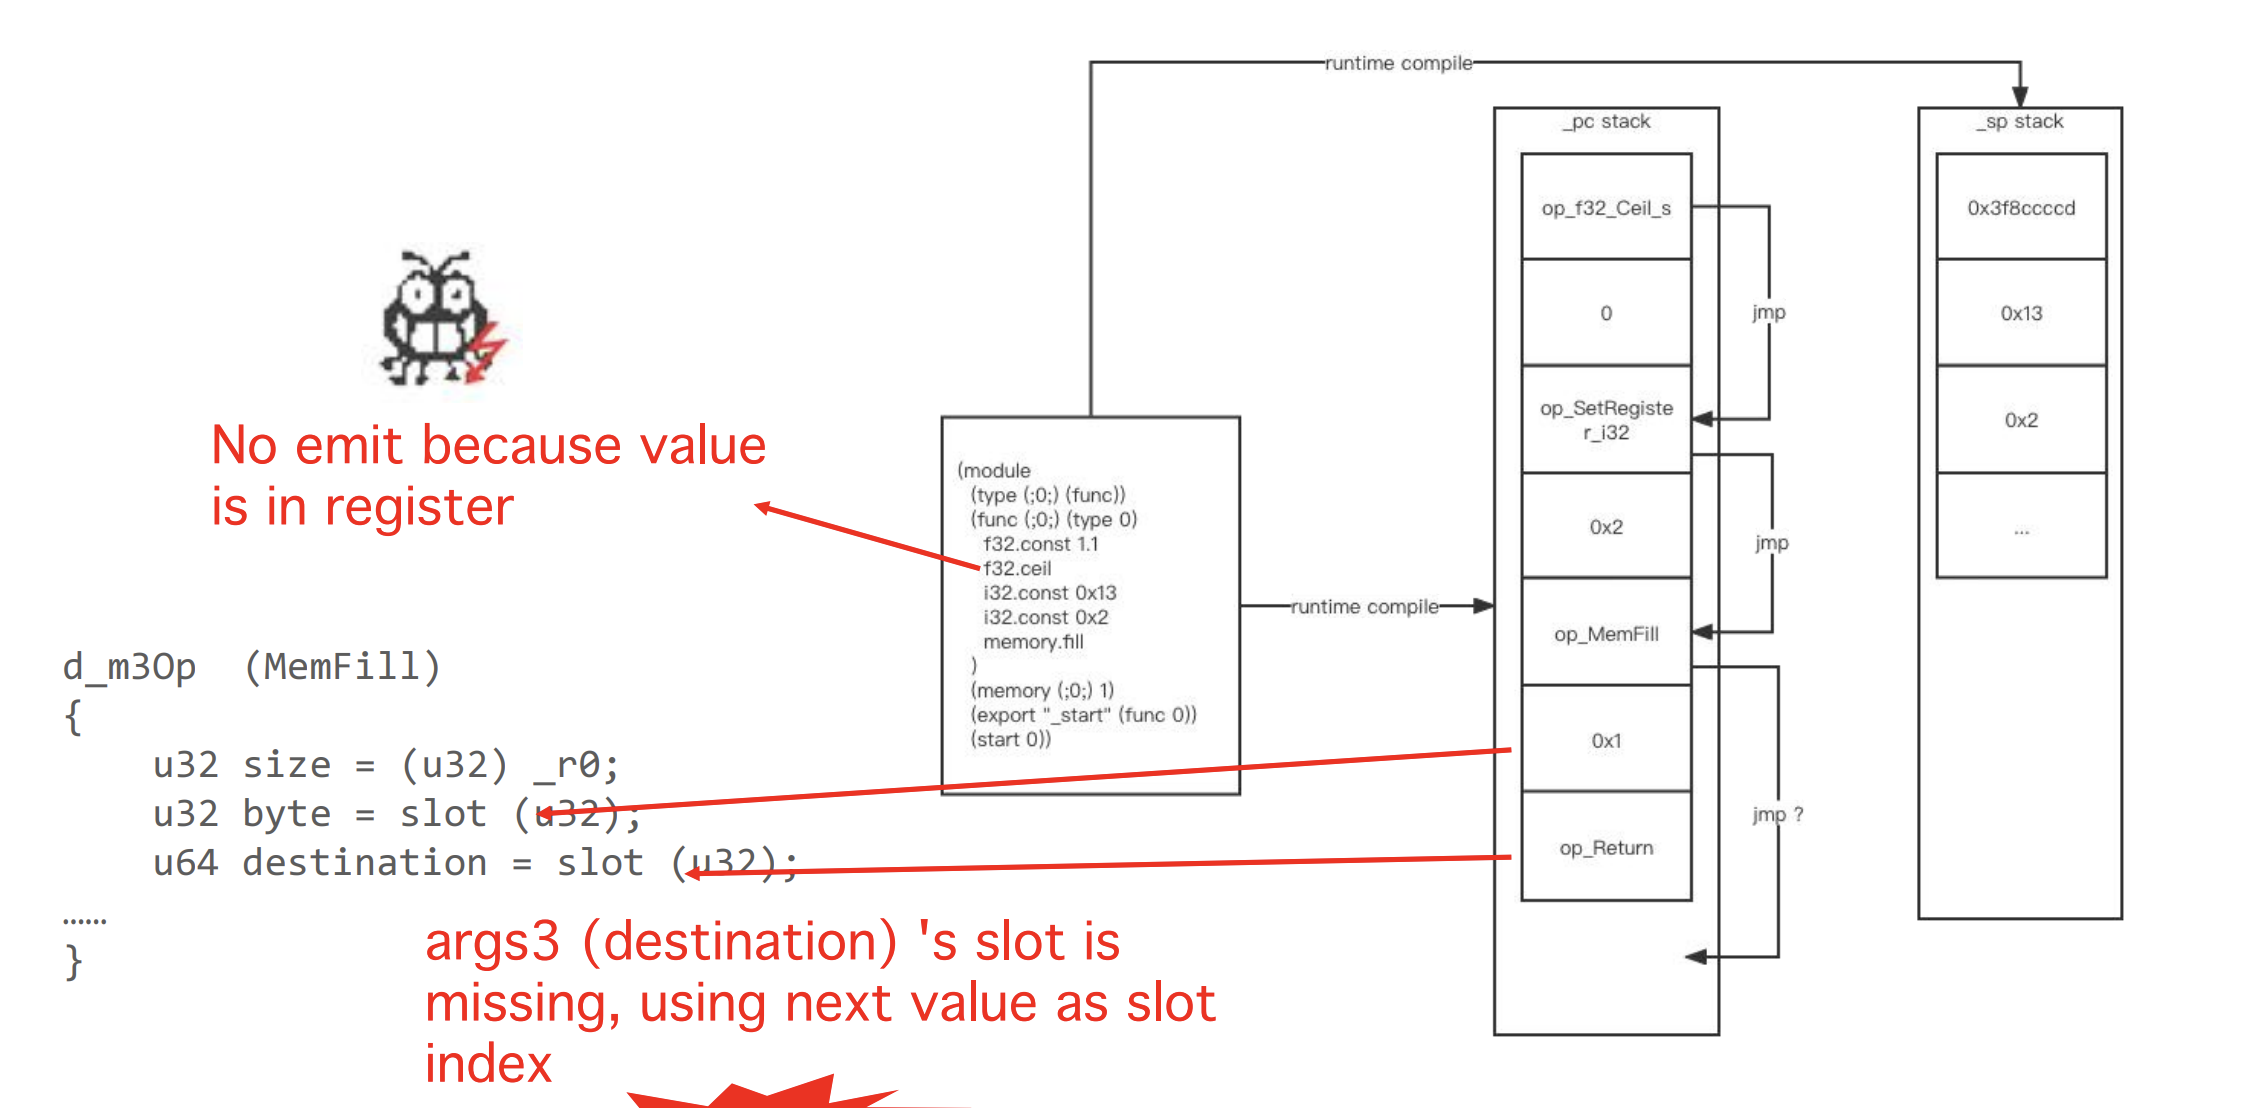 runtime compile
_pc stack
_sp stack
op_f32_Ceil_s
0
op_SetRegiste
r_i32
0x2
op_MemFill
0x1
op_Return
jmp
jmp
jmp ?
0x3f8ccccd
0x13
0x2
...
No emit because value
is in register
(module
(type (;0;) (func))
(func (;0;) (type 0)
f32.const 1.1
f32.ceil
i32.const 0x13
i32.const 0x2
memory.fill
)
(memory (;0;) 1)
(export "_start" (func 0))
(start 0))
runtime compile
d_m3Op (MemFill)
{
u32 size = (u32) _r0;
u32 byte = slot (u32);
u64 destination = slot (u32);
……
}
args3 (destination) 's slot is
missing, using next value as slot
index